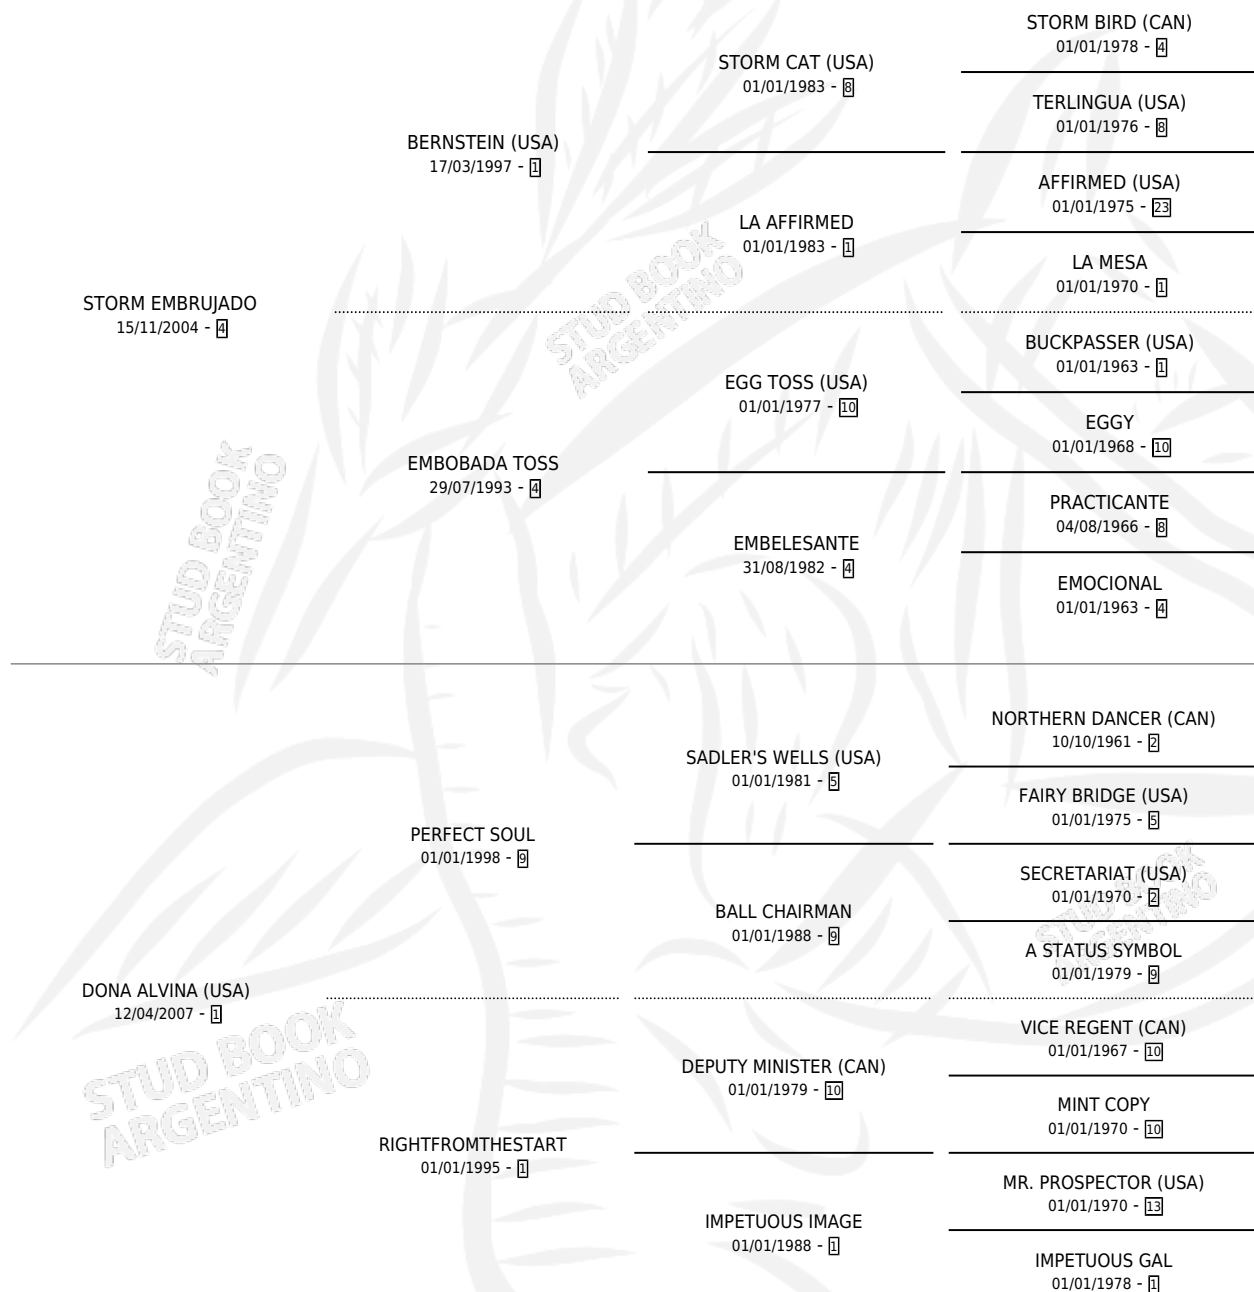 STORM BIRD (CAN)
01/01/1978 - 4
STORM CAT (USA)
01/01/1983 - 8
TERLINGUA (USA)
01/01/1976 - 8
BERNSTEIN (USA)
17/03/1997 - 1
AFFIRMED (USA)
01/01/1975 - 23
LA AFFIRMED
01/01/1983 - 1
LA MESA
01/01/1970 - 1
STORM EMBRUJADO
15/11/2004 - 4
BUCKPASSER (USA)
01/01/1963 - 1
EGG TOSS (USA)
01/01/1977 - 10
EGGY
01/01/1968 - 10
EMBOBADA TOSS
29/07/1993 - 4
PRACTICANTE
04/08/1966 - 8
EMBELESANTE
31/08/1982 - 4
EMOCIONAL
01/01/1963 - 4
NORTHERN DANCER (CAN)
10/10/1961 - 2
SADLER'S WELLS (USA)
01/01/1981 - 5
FAIRY BRIDGE (USA)
01/01/1975 - 5
PERFECT SOUL
01/01/1998 - 9
SECRETARIAT (USA)
01/01/1970 - 2
BALL CHAIRMAN
01/01/1988 - 9
A STATUS SYMBOL
01/01/1979 - 9
DONA ALVINA (USA)
12/04/2007 - 1
VICE REGENT (CAN)
01/01/1967 - 10
DEPUTY MINISTER (CAN)
01/01/1979 - 10
MINT COPY
01/01/1970 - 10
RIGHTFROMTHESTART
01/01/1995 - 1
MR. PROSPECTOR (USA)
01/01/1970 - 13
IMPETUOUS IMAGE
01/01/1988 - 1
IMPETUOUS GAL
01/01/1978 - 1
STUD BOOK
ARGENTINO
STUD BOOK
ARGENTINO
STUD BOOK
ARGENTINO
STUD BOOK
ARGENTINO